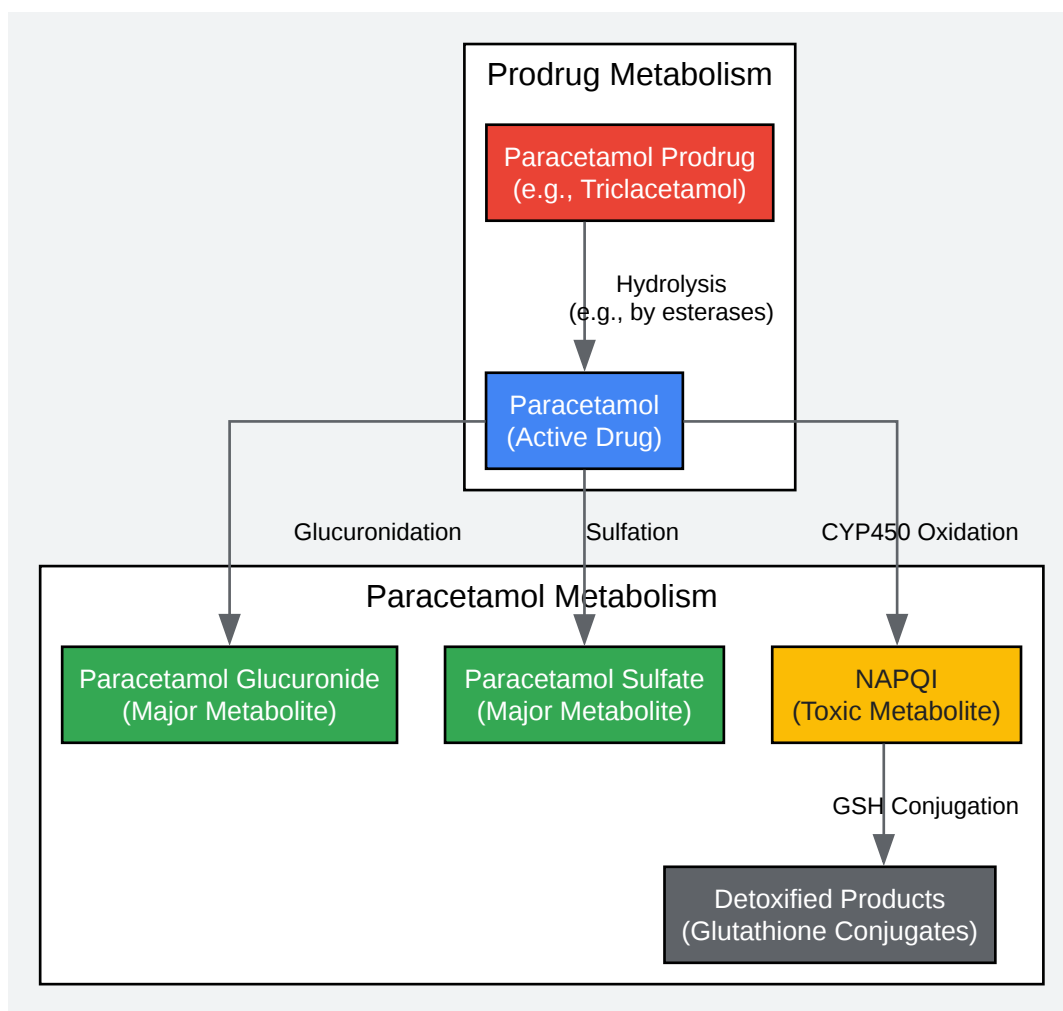 Prodrug Metabolism
Paracetamol Prodrug
(e.g., Triclacetamol)
Hydrolysis
(e.g., by esterases)
Paracetamol
(Active Drug)
Glucuronidation
Sulfation
CYP450 Oxidation
Paracetamol Metabolism
Paracetamol Glucuronide
(Major Metabolite)
Paracetamol Sulfate
(Major Metabolite)
NAPQI
(Toxic Metabolite)
GSH Conjugation
Detoxified Products
(Glutathione Conjugates)